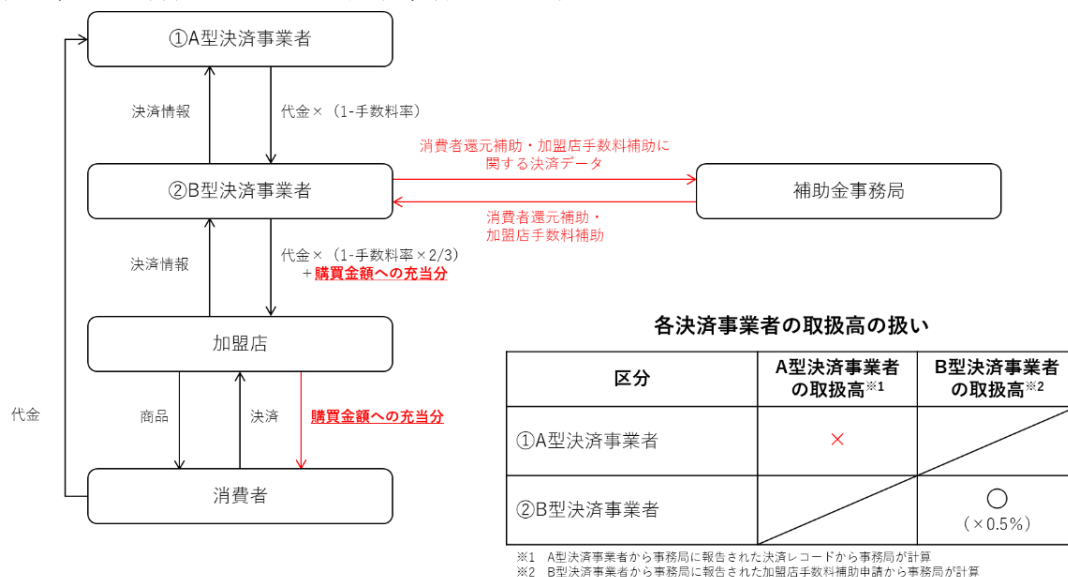 ①A型決済事業者
決済情報
代金×（1-手数料率）
消費者還元補助・加盟店手数料補助に
関する決済データ
②B型決済事業者
補助金事務局
消費者還元補助・
加盟店手数料補助
決済情報
代金×（1-手数料率×2/3）
＋購買金額への充当分
加盟店
代金
商品
決済
購買金額への充当分
消費者
各決済事業者の取扱高の扱い
区分
A型決済事業者
の取扱高※1
B型決済事業者
の取扱高※2
①A型決済事業者
×
②B型決済事業者
○
（×0.5%）
※1 A型決済事業者から事務局に報告された決済レコードから事務局が計算
※2 B型決済事業者から事務局に報告された加盟店手数料補助申請から事務局が計算